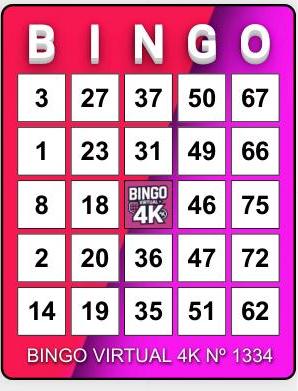 B I N G O
3 27 37 50 67
1 23 31 49 66
8 18 BINGO VIRTUAL 4K 46 75
2 20 36 47 72
14 19 35 51 62
BINGO VIRTUAL 4K Nº 1334